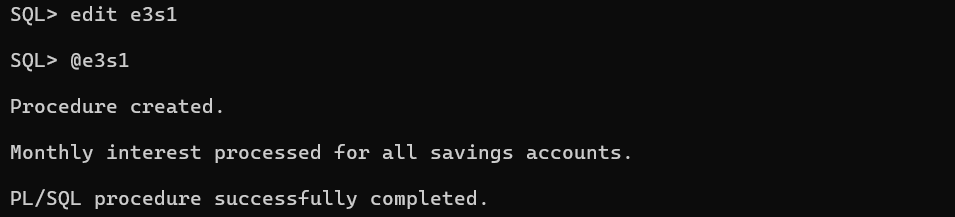 SQL> edit e3s1
SQL> @e3s1
Procedure created.
Monthly interest processed for all savings accounts.
PL/SQL procedure successfully completed.